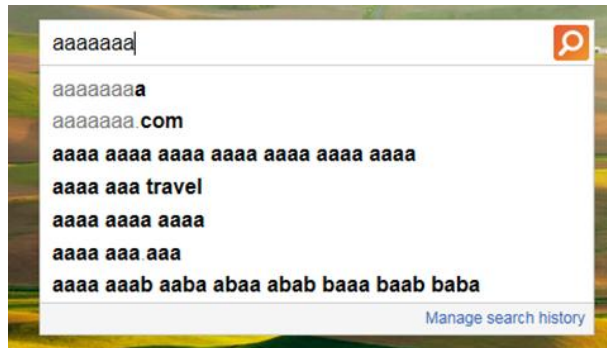 aaaaaaa
aaaaaaaa
aaaaaaa.com
aaaa aaaa aaaa aaaa aaaa aaaa aaaa
aaaa aaa travel
aaaa aaaa aaaa
aaaa aaa.aaa
aaaa aaab aaba abaa abab baaa baab baba
Manage search history